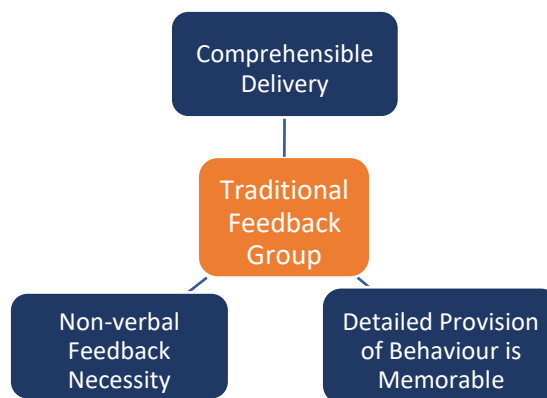 Comprehensible
Delivery
Traditional
Feedback
Group
Non-verbal
Feedback
Necessity
Detailed Provision
of Behaviour is
Memorable